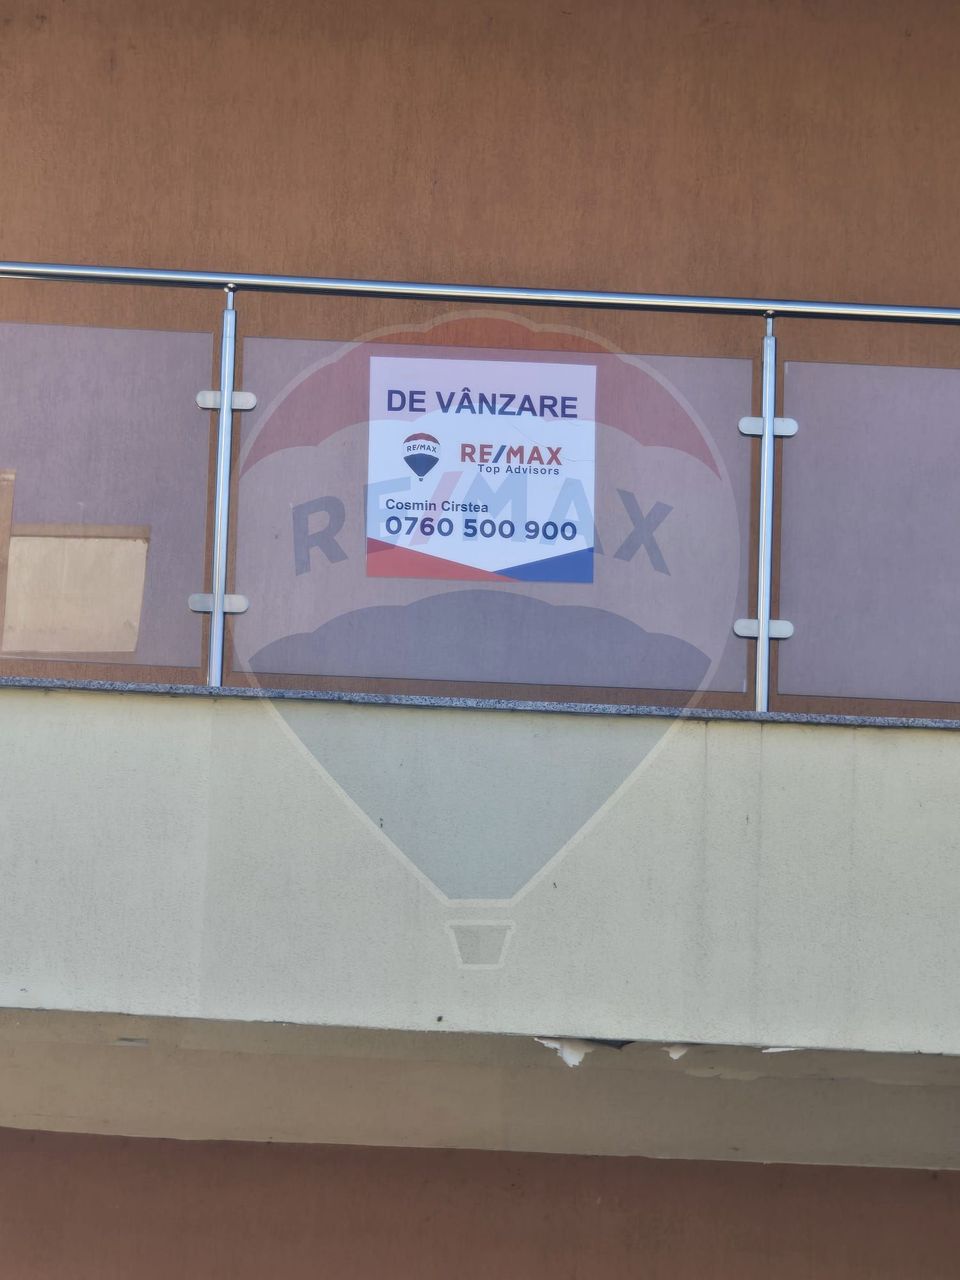 DE VÂNZARE
RE/MAX
RE/MAX
Top Advisors
Cosmin Cirstea
0760 500 900
RE/MAX